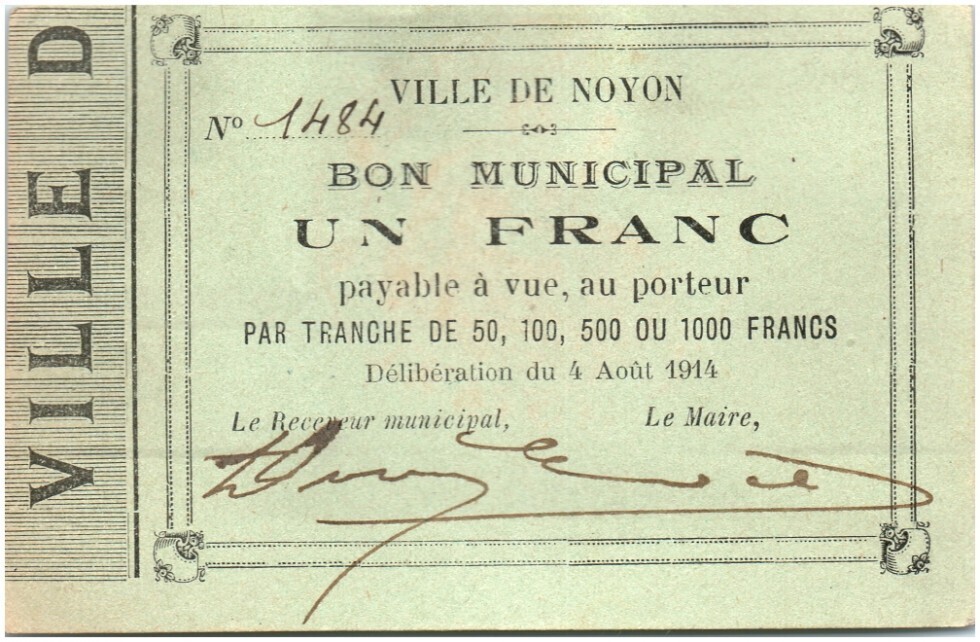 VILLE D
VILLE DE NOYON
Nº 1484
BON MUNICIPAL
UN FRANC
payable à vue, au porteur
PAR TRANCHE DE 50, 100, 500 OU 1000 FRANCS
Délibération du 4 Août 1914
Le Receveur municipal, Le Maire,